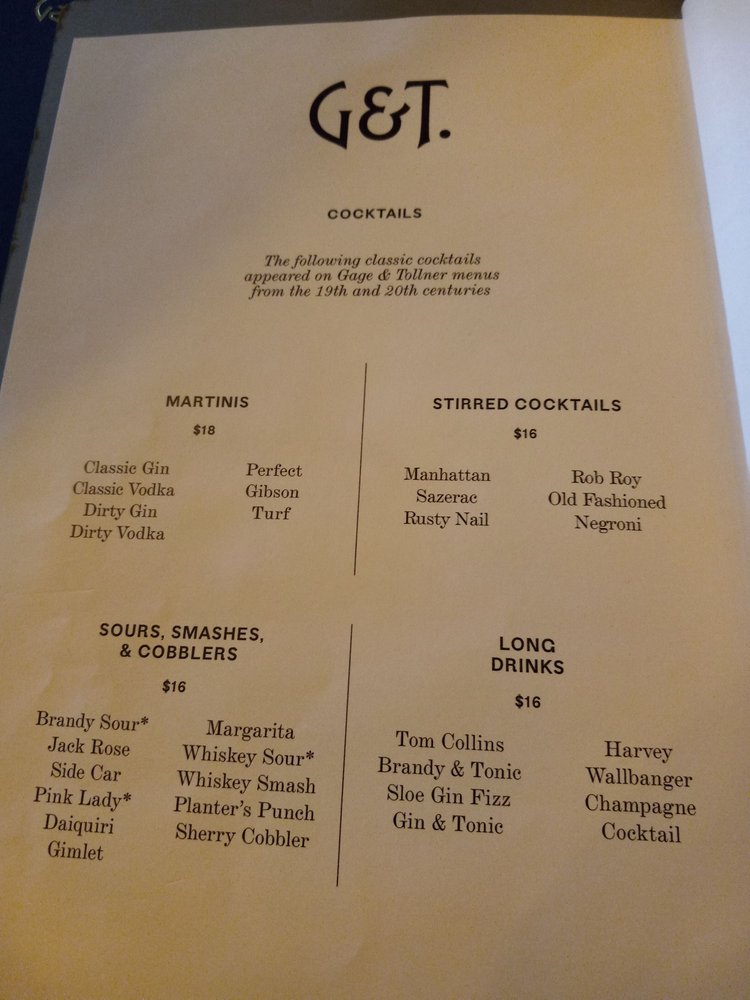 G&T.
COCKTAILS
The following classic cocktails
appeared on Gage & Tollner menus
from the 19th and 20th centuries
MARTINIS
$18
Classic Gin
Classic Vodka
Dirty Gin
Dirty Vodka
Perfect
Gibson
Turf
STIRRED COCKTAILS
$16
Manhattan
Sazerac
Rusty Nail
Rob Roy
Old Fashioned
Negroni
SOURS, SMASHES,
& COBBLERS
$16
Brandy Sour*
Jack Rose
Side Car
Pink Lady*
Daiquiri
Gimlet
Margarita
Whiskey Sour*
Whiskey Smash
Planter's Punch
Sherry Cobbler
LONG
DRINKS
$16
Tom Collins
Brandy & Tonic
Sloe Gin Fizz
Gin & Tonic
Harvey
Wallbanger
Champagne
Cocktail